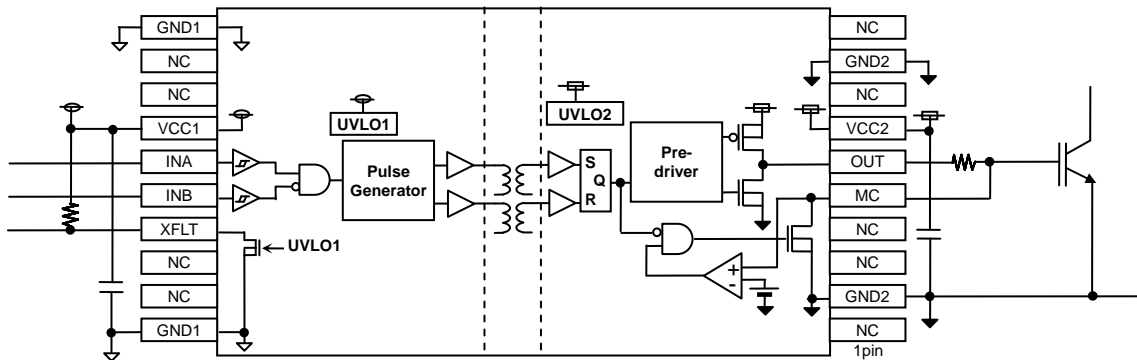 GND1
NC
NC
VCC1
INA
INB
XFLT
NC
NC
GND1
UVLO1
UVLO1
Pulse
Generator
UVLO2
S
Q
R
Pre-
driver
+
-
NC
GND2
NC
VCC2
OUT
MC
NC
NC
GND2
NC
1pin